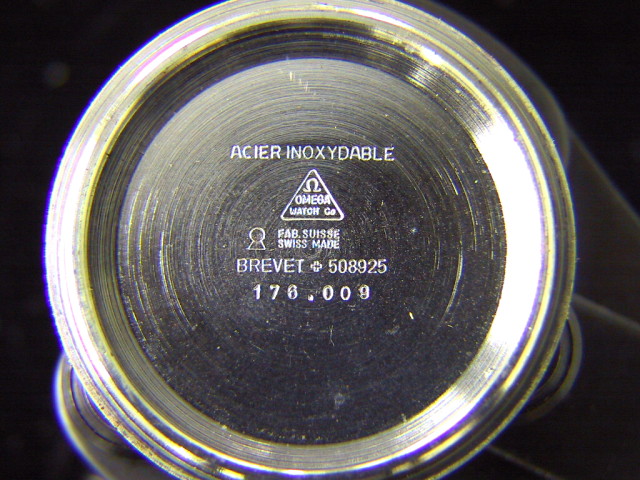 ACIER INOXYDABLE
Ω
OMEGA
WATCH Co
FAB. SUISSE
SWISS MADE
BREVET ✚ 508925
176.009